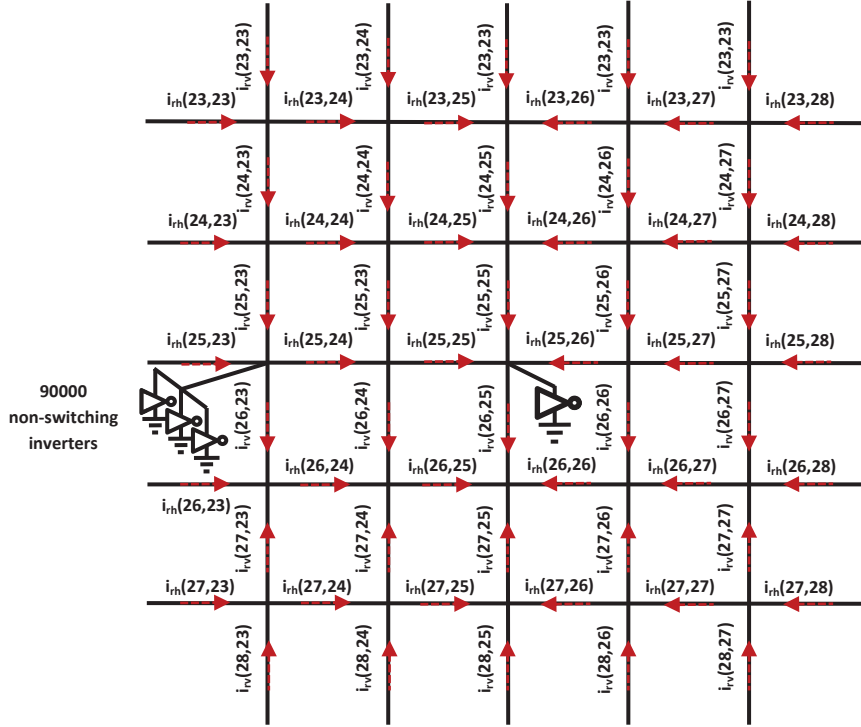 i_rv(23,23)
i_rv(23,24)
i_rv(23,23)
i_rv(23,23)
i_rv(23,23)
i_rh(23,23)
i_rh(23,24)
i_rh(23,25)
i_rh(23,26)
i_rh(23,27)
i_rh(23,28)
i_rv(24,23)
i_rv(24,24)
i_rv(24,25)
i_rv(24,26)
i_rv(24,27)
i_rh(24,23)
i_rh(24,24)
i_rh(24,25)
i_rh(24,26)
i_rh(24,27)
i_rh(24,28)
i_rv(25,23)
i_rv(25,23)
i_rv(25,25)
i_rv(25,26)
i_rv(25,27)
i_rh(25,23)
i_rh(25,24)
i_rh(25,25)
i_rh(25,26)
i_rh(25,27)
i_rh(25,28)
90000
non-switching
inverters
i_rv(26,23)
i_rv(26,24)
i_rv(26,25)
i_rv(26,26)
i_rv(26,27)
i_rh(26,23)
i_rh(26,24)
i_rh(26,25)
i_rh(26,26)
i_rh(26,27)
i_rh(26,28)
i_rv(27,23)
i_rv(27,24)
i_rv(27,25)
i_rv(27,26)
i_rv(27,27)
i_rh(27,23)
i_rh(27,24)
i_rh(27,25)
i_rh(27,26)
i_rh(27,27)
i_rh(27,28)
i_rv(28,23)
i_rv(28,24)
i_rv(28,25)
i_rv(28,26)
i_rv(28,27)